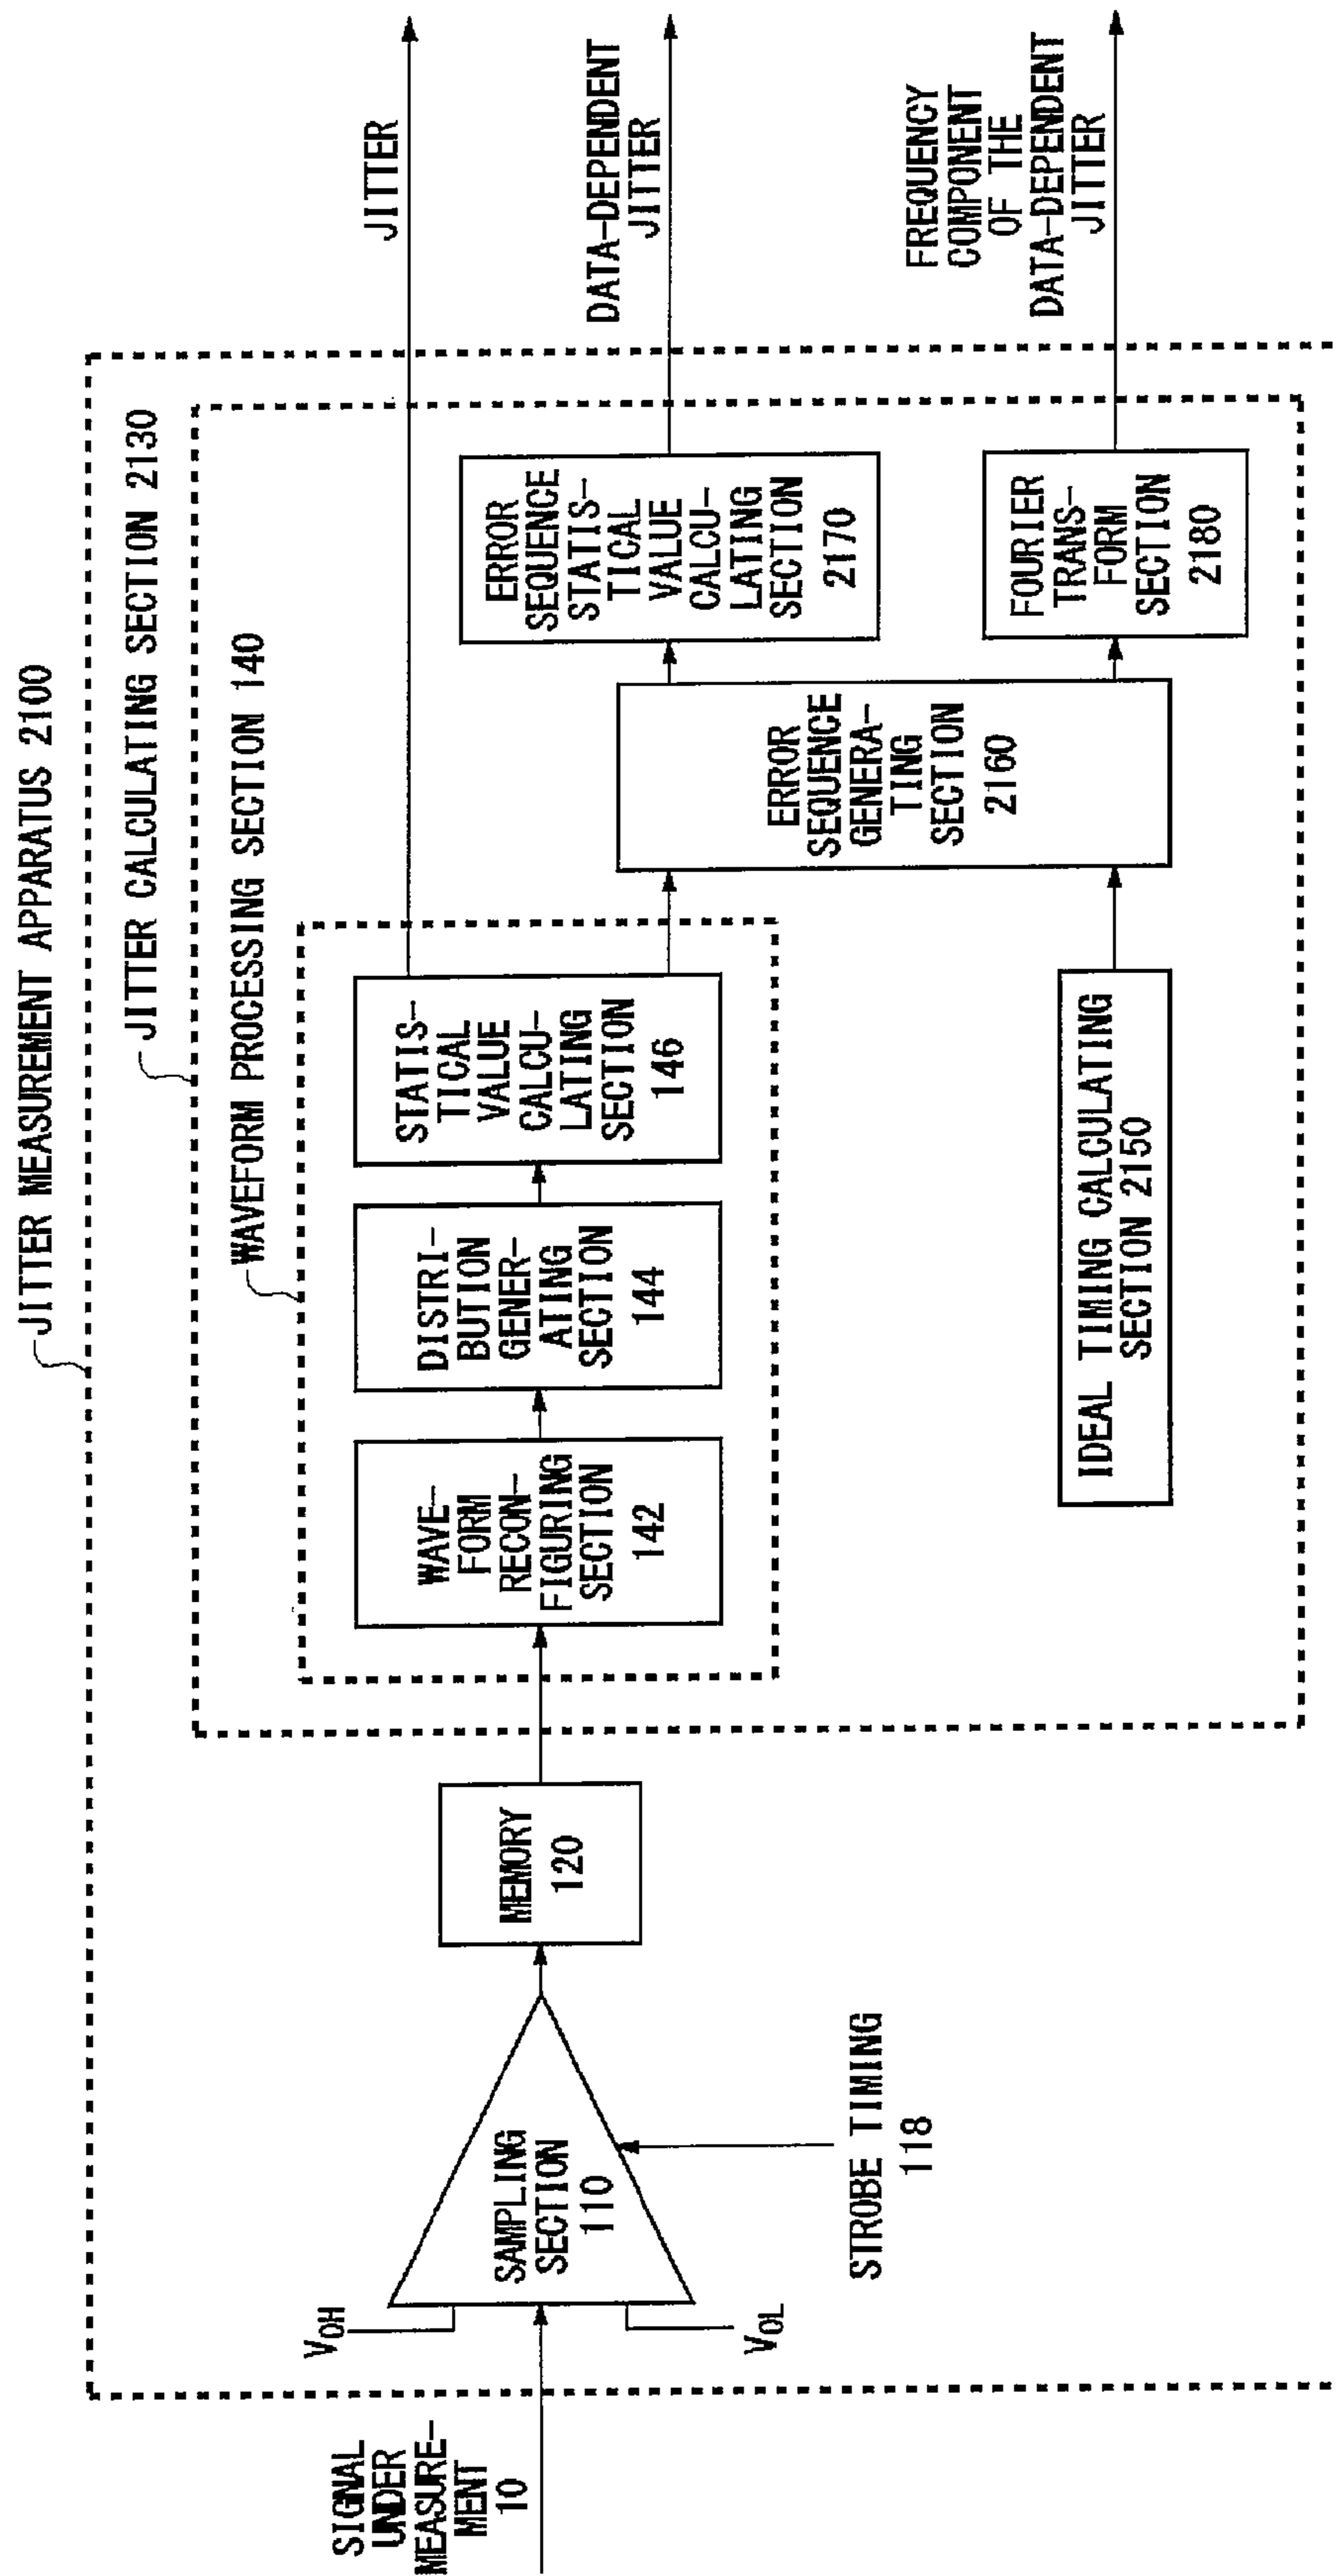 JITTER MEASUREMENT APPARATUS 2100
JITTER CALCULATING SECTION 2130
WAVEFORM PROCESSING SECTION 140
SIGNAL
UNDER
MEASURE-
MENT
10
VOH
VOL
SAMPLING
SECTION
110
STROBE TIMING
118
MEMORY
120
WAVE-
FORM
RECON-
FIGURING
SECTION
142
DISTRI-
BUTION
GENER-
ATING
SECTION
144
STATIS-
TICAL
VALUE
CALCU-
LATING
SECTION
146
IDEAL TIMING CALCULATING
SECTION 2150
ERROR
SEQUENCE
GENERA-
TING
SECTION
2160
ERROR
SEQUENCE
STATIS-
TICAL
VALUE
CALCU-
LATING
SECTION
2170
FOURIER
TRANS-
FORM
SECTION
2180
JITTER
DATA-DEPENDENT
JITTER
FREQUENCY
COMPONENT
OF THE
DATA-DEPENDENT
JITTER